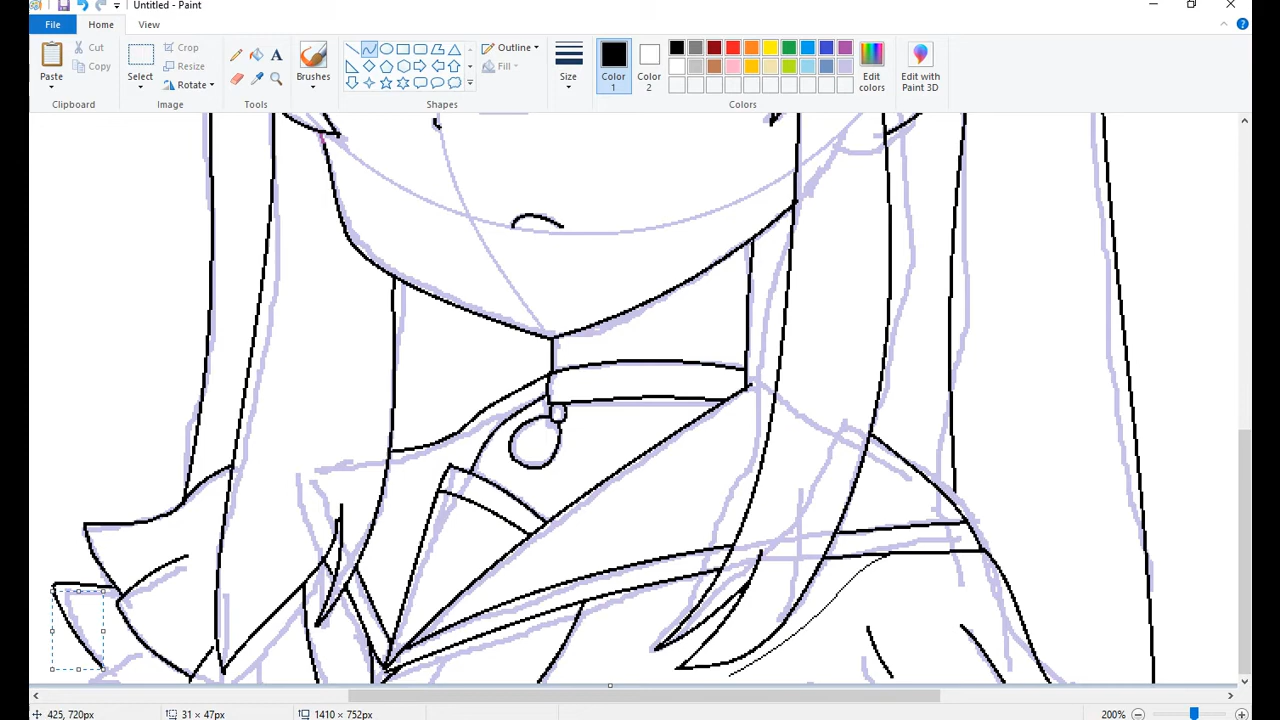 Untitled - Paint
File Home View
Paste
Cut
Copy
Clipboard
Select
Crop
Resize
Rotate
Image
A
Tools
Brushes
Outline
Fill
Shapes
Size
Color 1
Color 2
Edit colors
Colors
Edit with Paint 3D
425, 720px
31 × 47px
1410 × 752px
200%